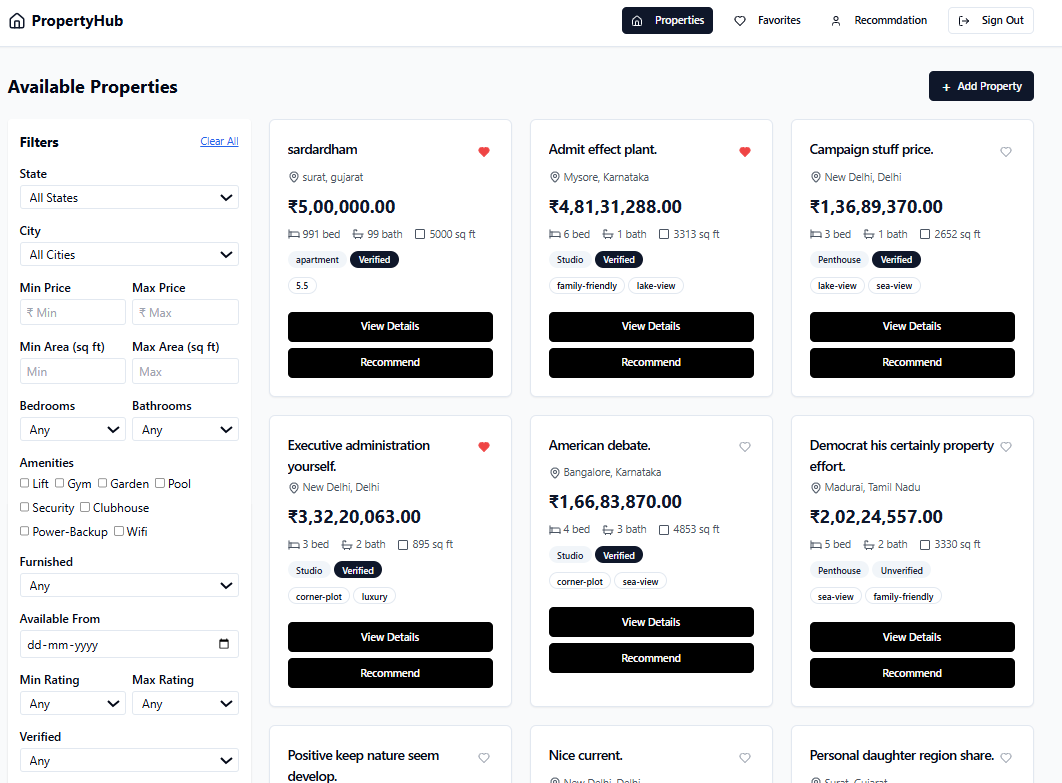 PropertyHub
Properties
Favorites
Recommdation
Sign Out
Available Properties
+ Add Property
Filters
Clear All
State
All States
City
All Cities
Min Price
Max Price
₹ Min
₹ Max
Min Area (sq ft)
Max Area (sq ft)
Min
Max
Bedrooms
Bathrooms
Any
Any
Amenities
Lift Gym Garden Pool
Security Clubhouse
Power-Backup Wifi
Furnished
Any
Available From
dd-mm-yyyy
Min Rating
Max Rating
Any
Any
Verified
Any
sardardham
surat, gujarat
₹5,00,000.00
991 bed 99 bath 5000 sq ft
apartment Verified
5.5
View Details
Recommend
Admit effect plant.
Mysore, Karnataka
₹4,81,31,288.00
6 bed 1 bath 3313 sq ft
Studio Verified
family-friendly lake-view
View Details
Recommend
Campaign stuff price.
New Delhi, Delhi
₹1,36,89,370.00
3 bed 1 bath 2652 sq ft
Penthouse Verified
lake-view sea-view
View Details
Recommend
Executive administration
yourself.
New Delhi, Delhi
₹3,32,20,063.00
3 bed 2 bath 895 sq ft
Studio Verified
corner-plot luxury
View Details
Recommend
American debate.
Bangalore, Karnataka
₹1,66,83,870.00
4 bed 3 bath 4853 sq ft
Studio Verified
corner-plot sea-view
View Details
Recommend
Democrat his certainly property
effort.
Madurai, Tamil Nadu
₹2,02,24,557.00
5 bed 2 bath 3330 sq ft
Penthouse Unverified
sea-view family-friendly
View Details
Recommend
Positive keep nature seem
develop.
Nice current.
New Delhi, Delhi
Personal daughter region share.
Surat, Gujarat